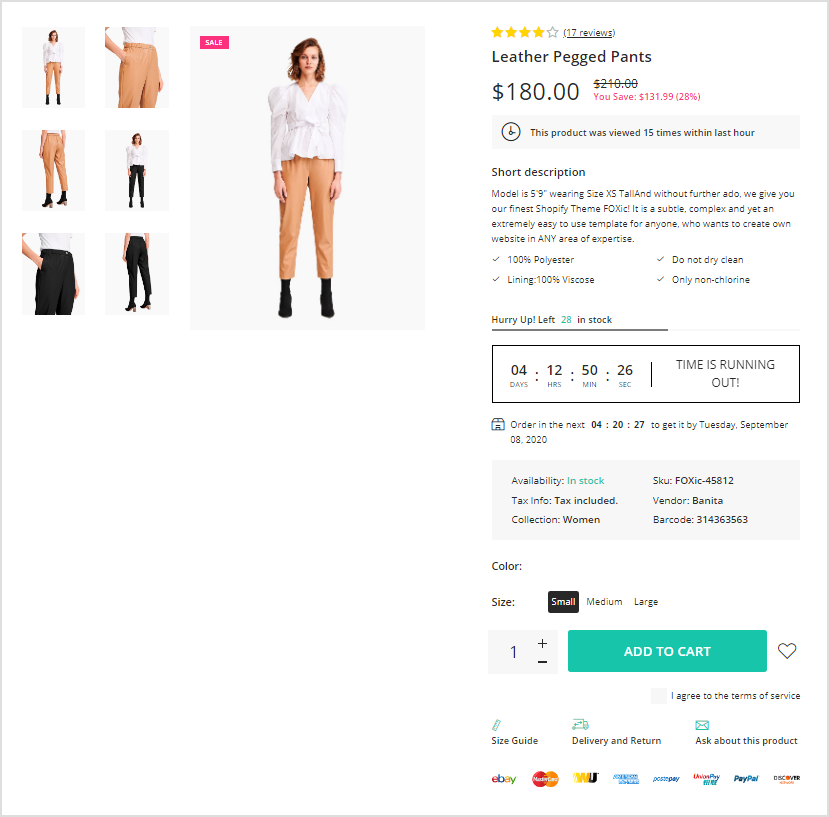 SALE
(17 reviews)
Leather Pegged Pants
$180.00 $210.00
You Save: $131.99 (28%)
This product was viewed 15 times within last hour
Short description
Model is 5'9" wearing Size XS TallAnd without further ado, we give you
our finest Shopify Theme FOXic! It is a subtle, complex and yet an
extremely easy to use template for anyone, who wants to create own
website in ANY area of expertise.
100% Polyester Do not dry clean
Lining:100% Viscose Only non-chlorine
Hurry Up! Left 28 in stock
04 : 12 : 50 : 26 TIME IS RUNNING
DAYS HRS MIN SEC OUT!
Order in the next 04 : 20 : 27 to get it by Tuesday, September
08, 2020
Availability: In stock Sku: FOXic-45812
Tax Info: Tax included. Vendor: Banita
Collection: Women Barcode: 314363563
Color:
Size: Small Medium Large
1 + − ADD TO CART
I agree to the terms of service
Size Guide Delivery and Return Ask about this product
ebay MasterCard WU AMERICAN EXPRESS postepay UnionPay 银联 PayPal DISCOVER NETWORK